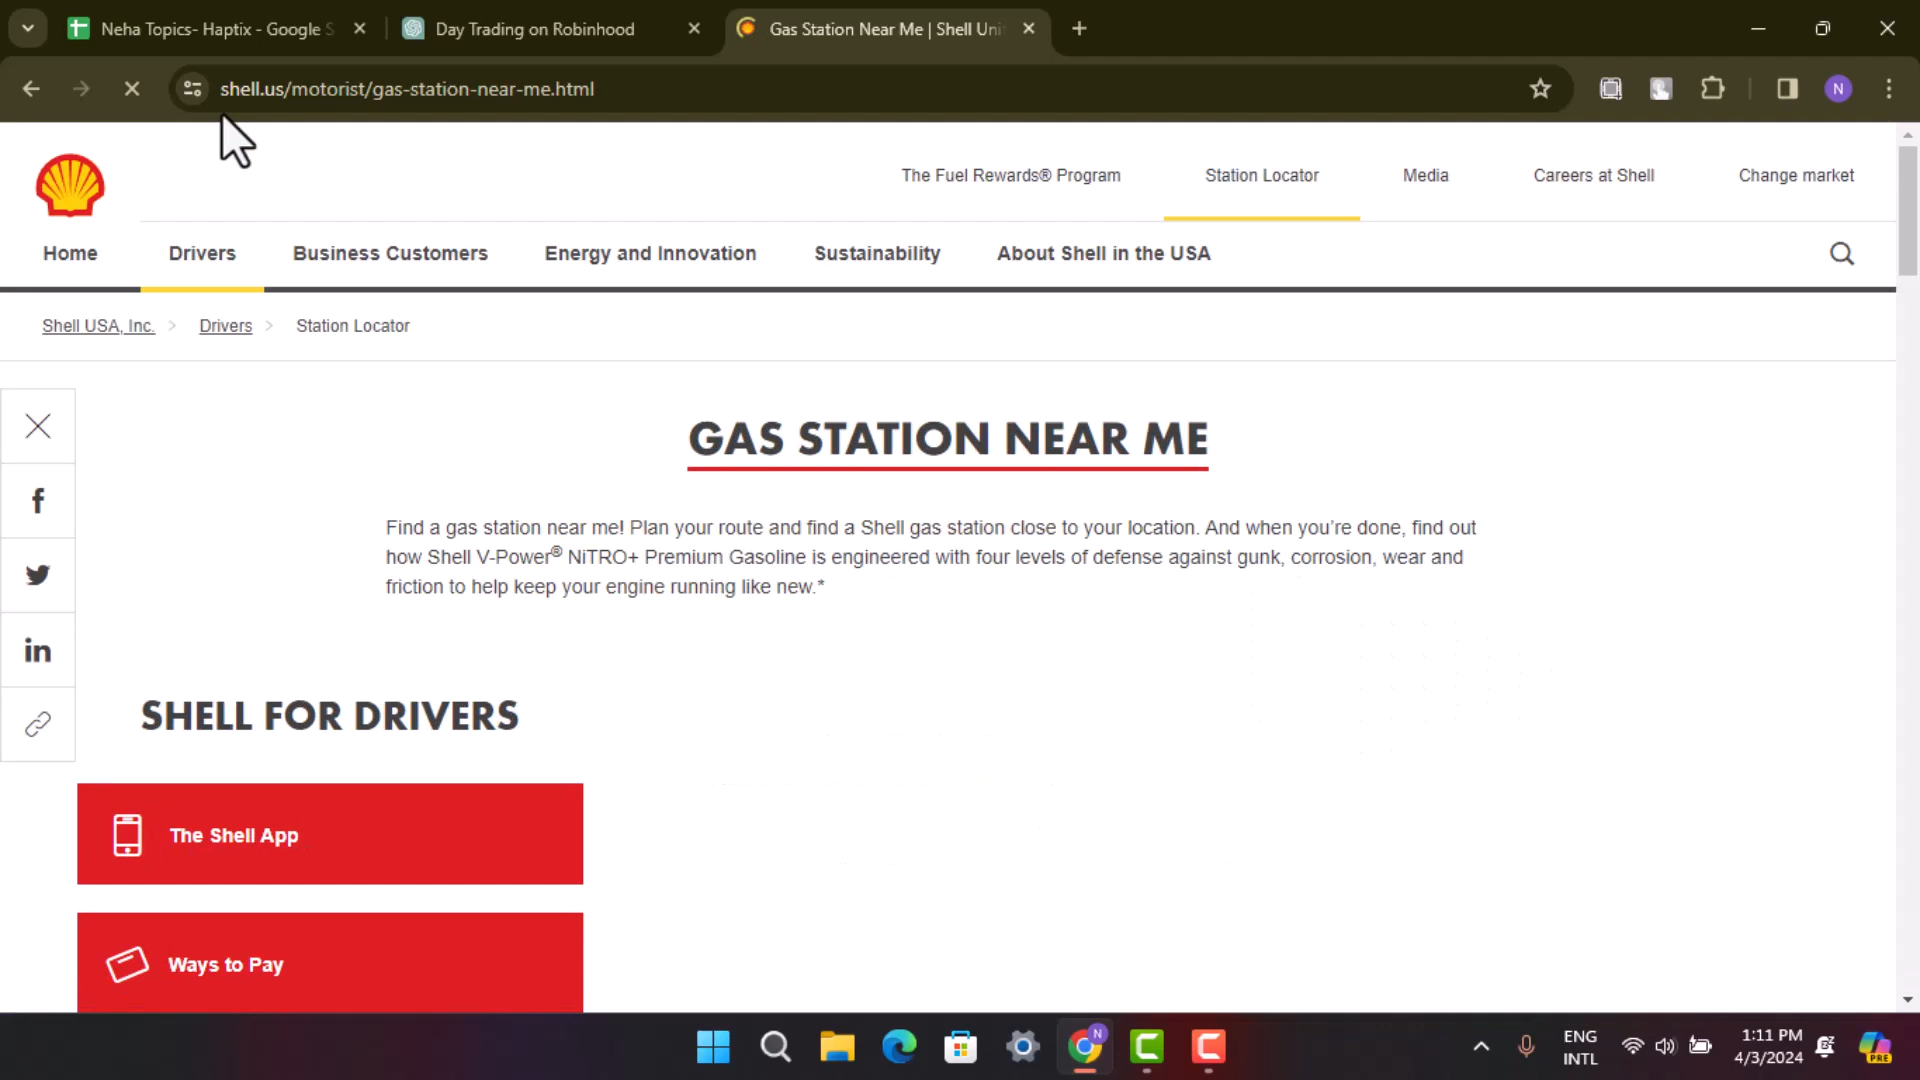 Neha Topics- Haptix - Google S
Day Trading on Robinhood
Gas Station Near Me | Shell Uni
shell.us/motorist/gas-station-near-me.html
N
The Fuel Rewards® Program
Station Locator
Media
Careers at Shell
Change market
Home
Drivers
Business Customers
Energy and Innovation
Sustainability
About Shell in the USA
Shell USA, Inc. > Drivers > Station Locator
GAS STATION NEAR ME
Find a gas station near me! Plan your route and find a Shell gas station close to your location. And when you’re done, find out
how Shell V-Power® NiTRO+ Premium Gasoline is engineered with four levels of defense against gunk, corrosion, wear and
friction to help keep your engine running like new.*
f
in
SHELL FOR DRIVERS
The Shell App
Ways to Pay
N
ENG
INTL
1:11 PM
4/3/2024
PRE